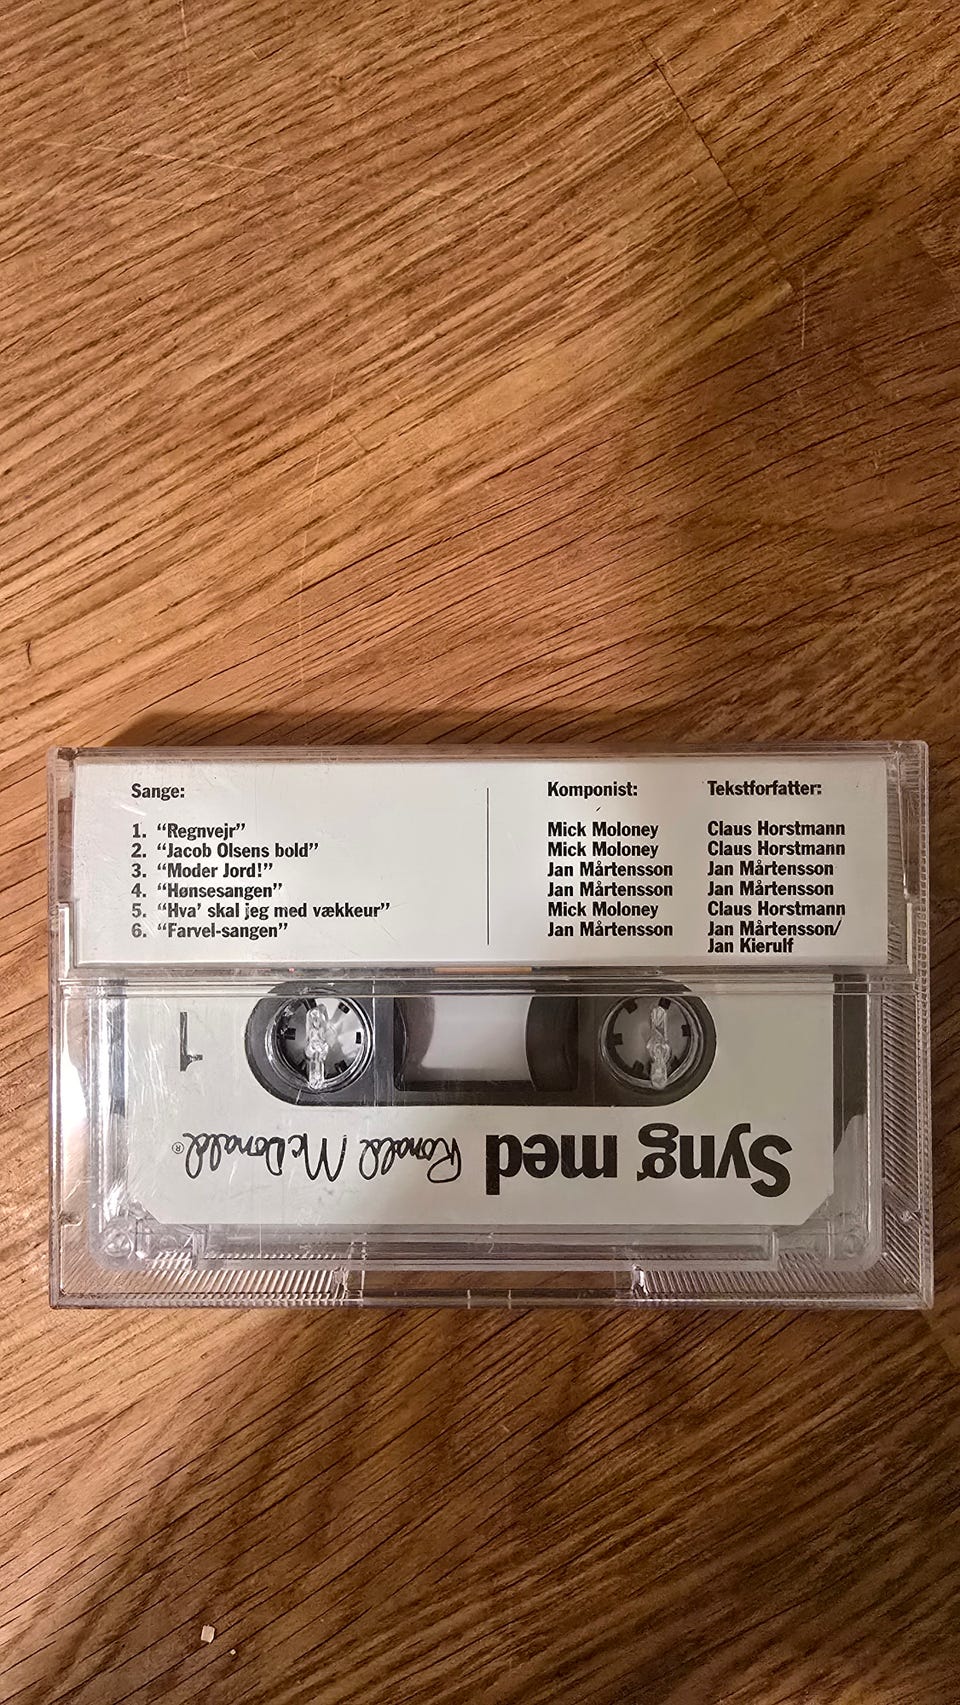 Sange: Komponist: Tekstforfatter:
1. “Regnvejr” Mick Moloney Claus Horstmann
2. “Jacob Olsens bold” Mick Moloney Claus Horstmann
3. “Moder Jord!” Jan Mårtensson Jan Mårtensson
4. “Hønsesangen” Jan Mårtensson Jan Mårtensson
5. “Hva’ skal jeg med vækkeur” Mick Moloney Claus Horstmann
6. “Farvel-sangen” Jan Mårtensson Jan Mårtensson/
Jan Kierulf
1
Syng med Ronald McDonald®